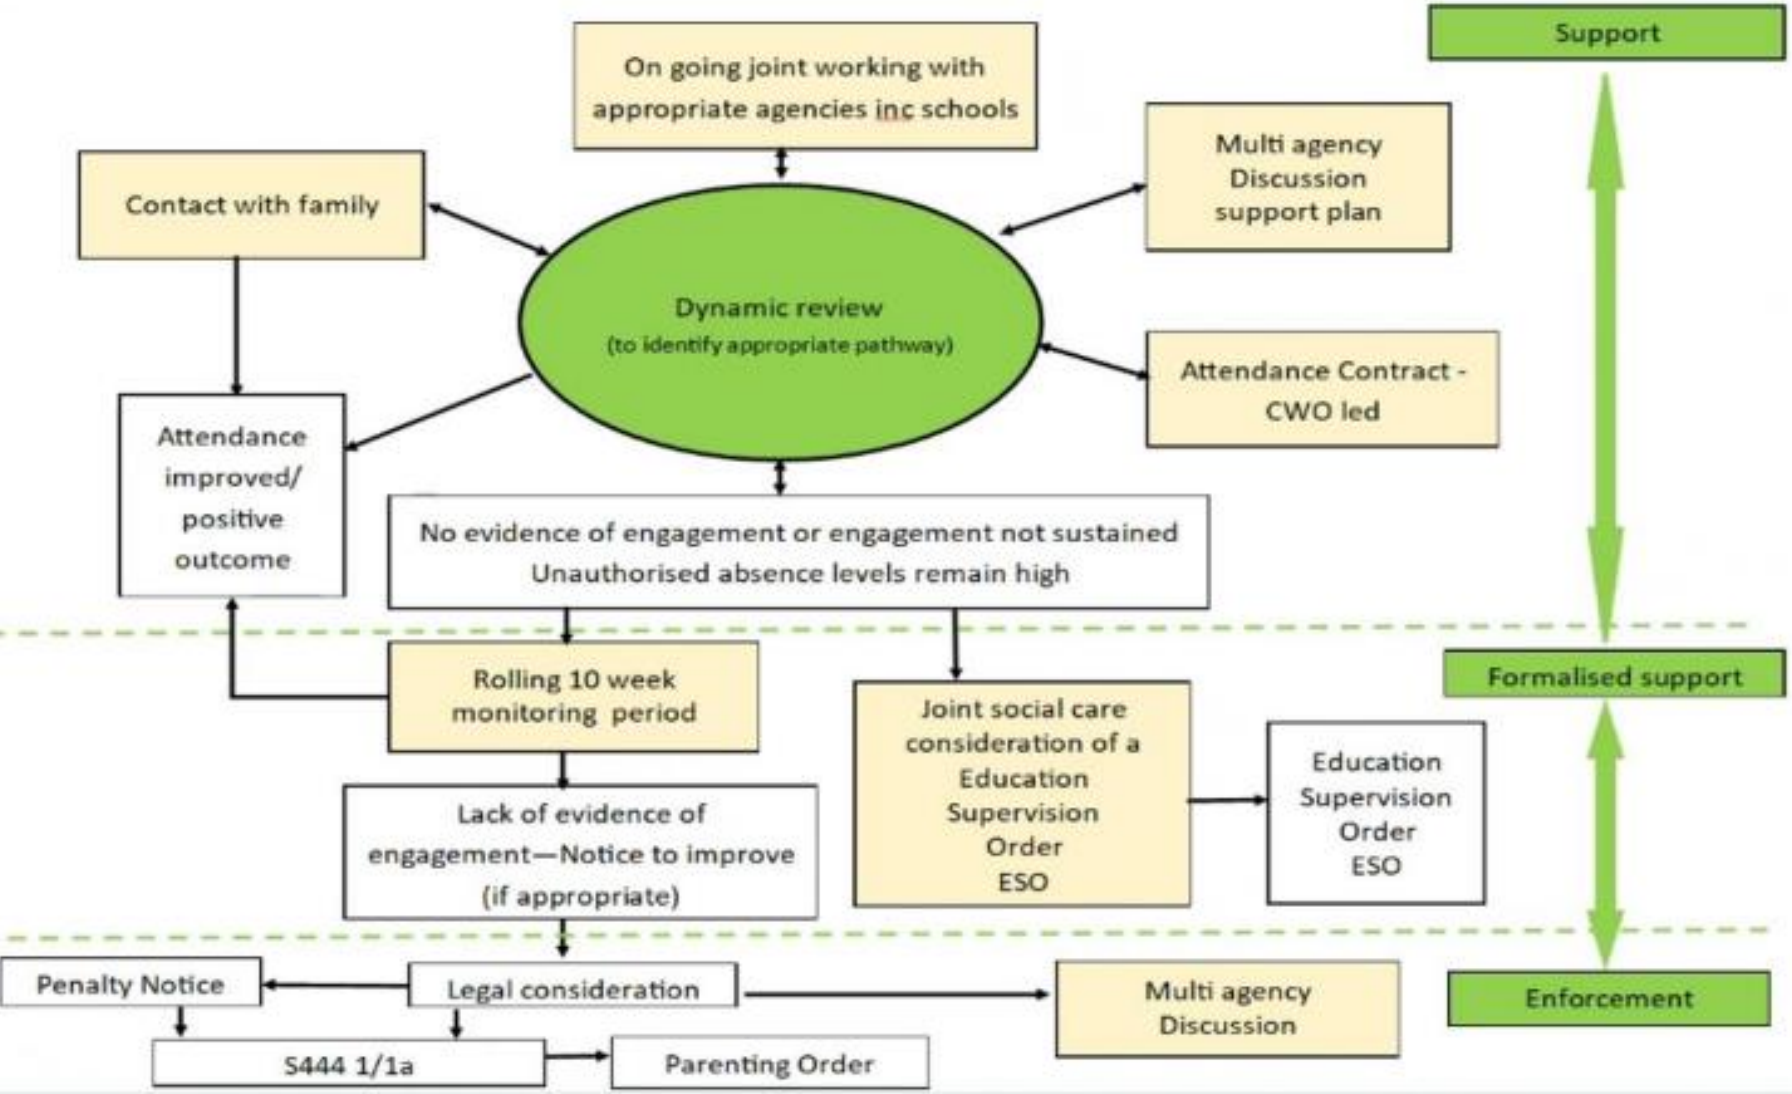 Support
On going joint working with
appropriate agencies inc schools
Multi agency
Discussion
support plan
Contact with family
Dynamic review
(to identify appropriate pathway)
Attendance Contract -
CWO led
Attendance
improved/
positive
outcome
No evidence of engagement or engagement not sustained
Unauthorised absence levels remain high
Formalised support
Rolling 10 week
monitoring period
Joint social care
consideration of a
Education
Supervision
Order
ESO
Education
Supervision
Order
ESO
Lack of evidence of
engagement—Notice to improve
(if appropriate)
Penalty Notice
Legal consideration
Multi agency
Discussion
Enforcement
S444 1/1a
Parenting Order